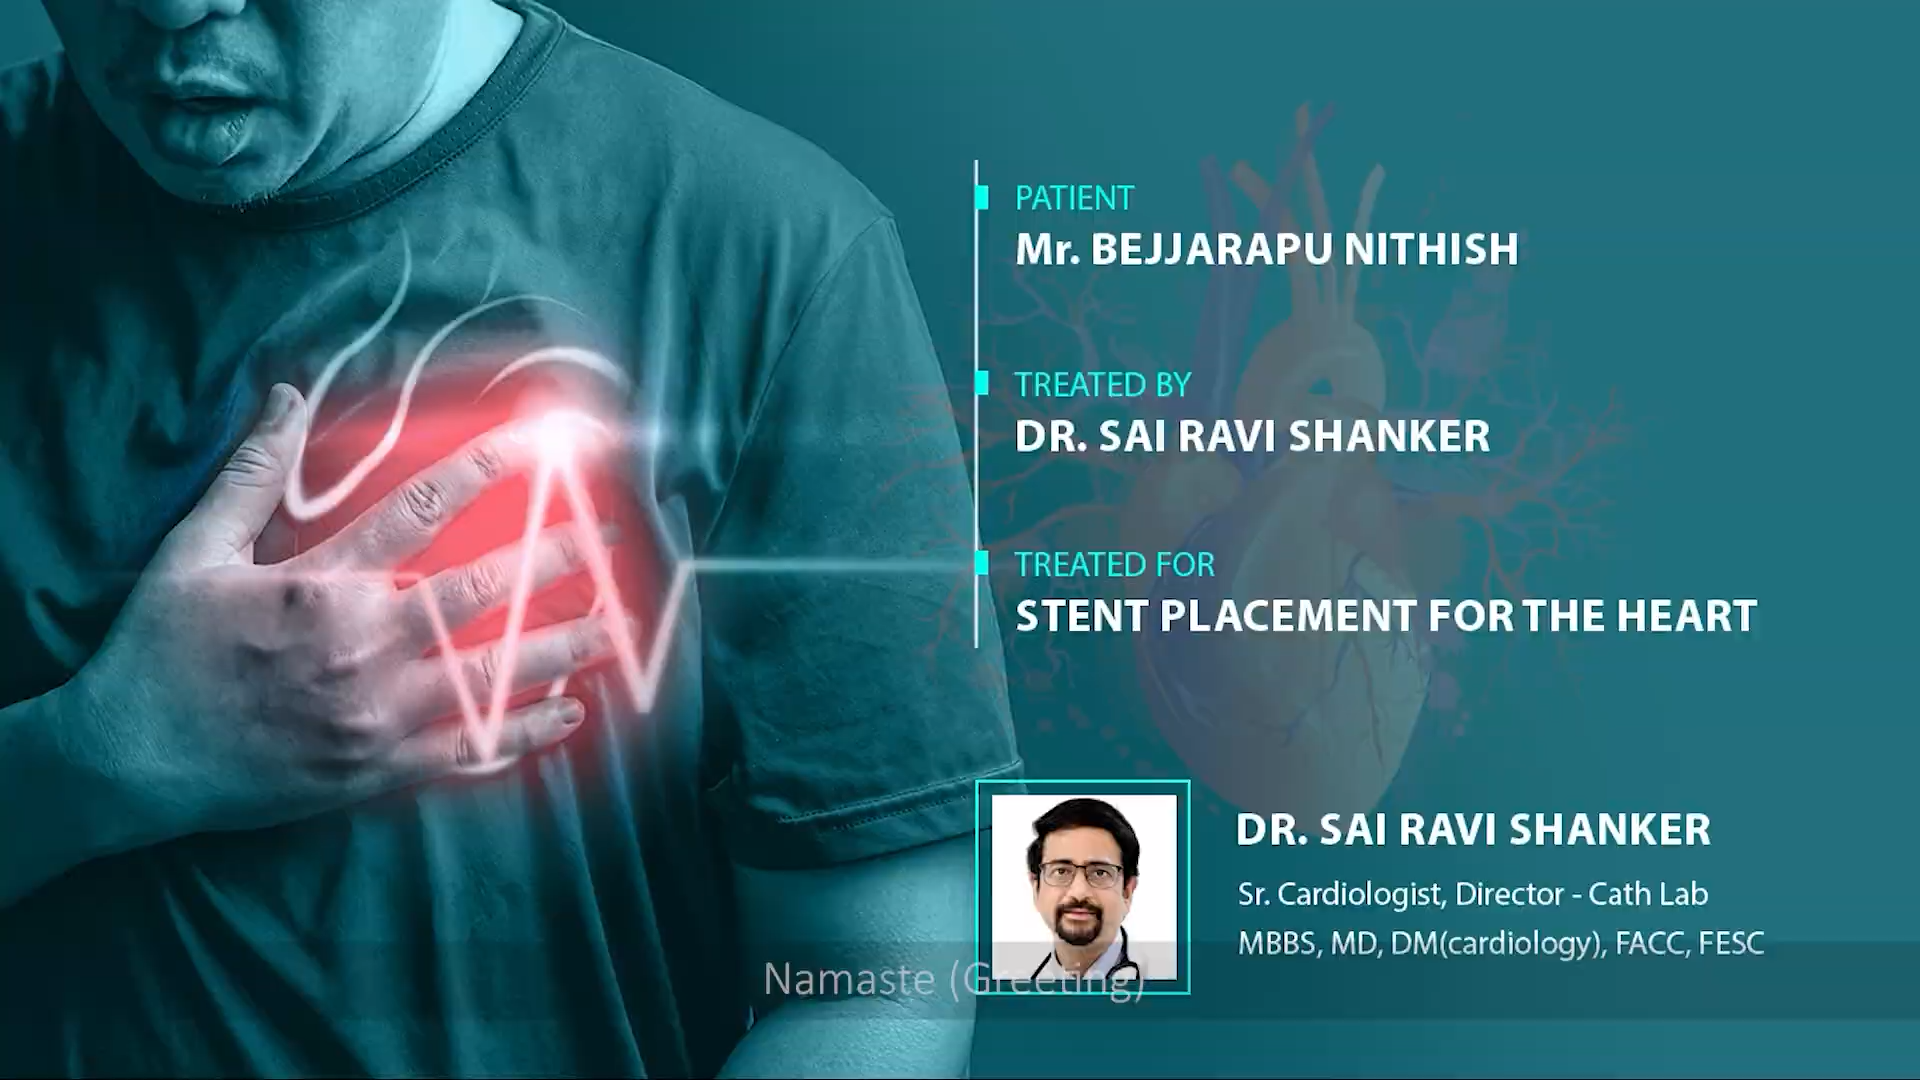 PATIENT
Mr. BEJJARAPU NITHISH
TREATED BY
DR. SAI RAVI SHANKER
TREATED FOR
STENT PLACEMENT FOR THE HEART
DR. SAI RAVI SHANKER
Sr. Cardiologist, Director - Cath Lab
MBBS, MD, DM(cardiology), FACC, FESC
Namaste (Greeting)